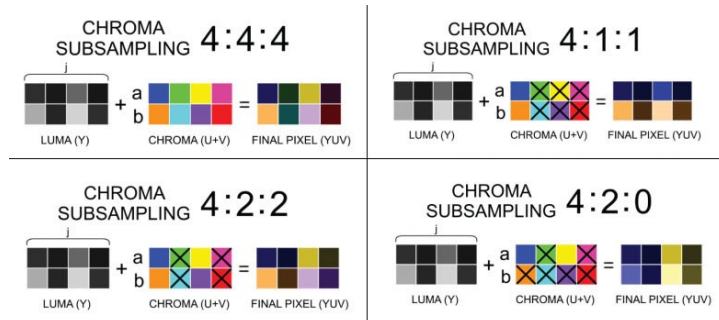 CHROMA
SUBSAMPLING 4:4:4
j
a
+
=
b
LUMA (Y) CHROMA (U+V) FINAL PIXEL (YUV)
CHROMA
SUBSAMPLING 4:1:1
j
a
+
=
b
LUMA (Y) CHROMA (U+V) FINAL PIXEL (YUV)
CHROMA
SUBSAMPLING 4:2:2
j
a
+
=
b
LUMA (Y) CHROMA (U+V) FINAL PIXEL (YUV)
CHROMA
SUBSAMPLING 4:2:0
j
a
+
=
b
LUMA (Y) CHROMA (U+V) FINAL PIXEL (YUV)